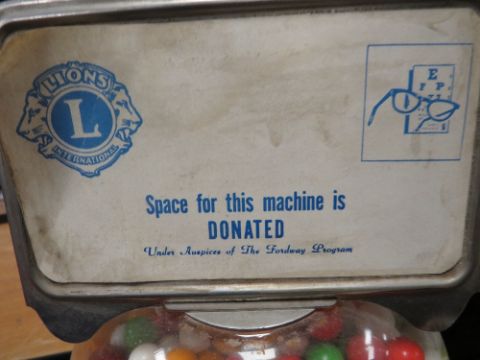 LIONS
L
INTERNATIONAL
E
F P
Space for this machine is
DONATED
Under Auspices of The Fordway Program